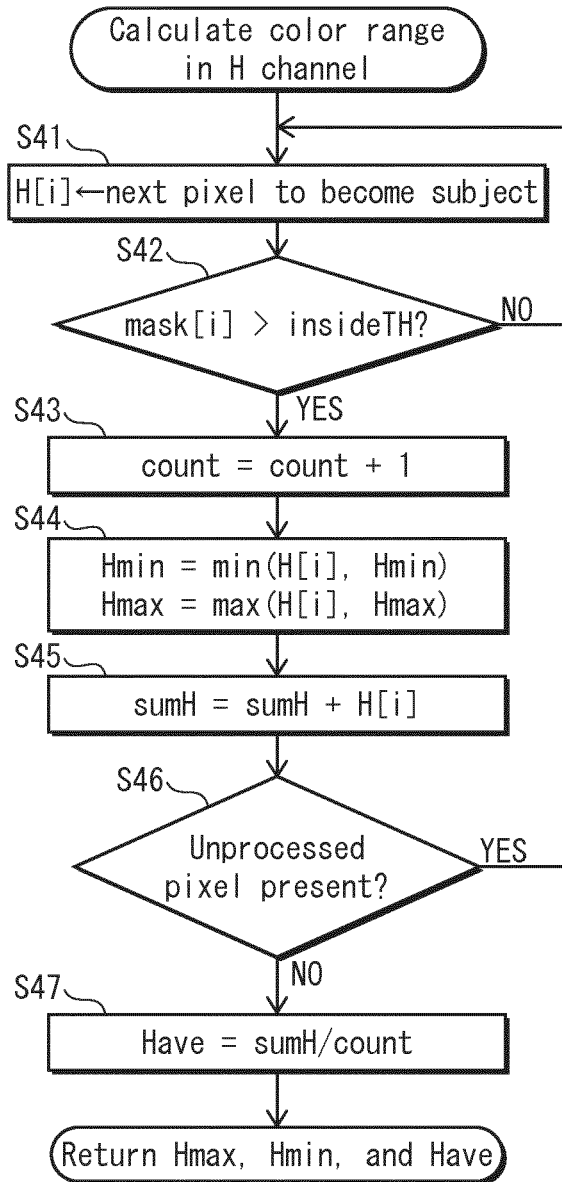 Calculate color range
in H channel
S41
H[i]←next pixel to become subject
S42
mask[i] > insideTH?
NO
YES
S43
count = count + 1
S44
Hmin = min(H[i], Hmin)
Hmax = max(H[i], Hmax)
S45
sumH = sumH + H[i]
S46
Unprocessed
pixel present?
YES
NO
S47
Have = sumH/count
Return Hmax, Hmin, and Have